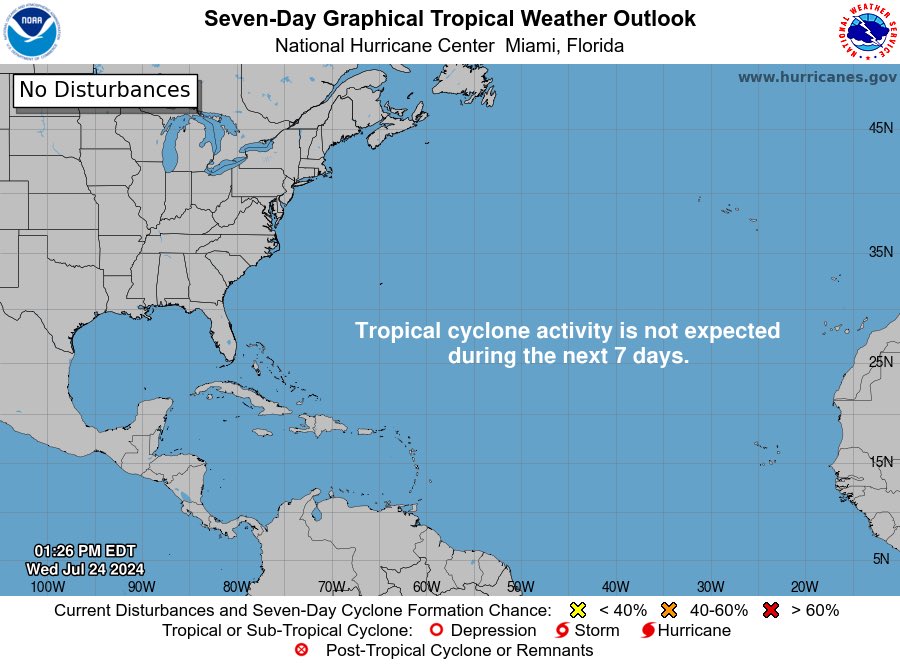 Seven-Day Graphical Tropical Weather Outlook
National Hurricane Center Miami, Florida
NOAA
NATIONAL WEATHER SERVICE
No Disturbances
www.hurricanes.gov
45N
35N
Tropical cyclone activity is not expected
during the next 7 days.
25N
15N
01:26 PM EDT
Wed Jul 24 2024
5N
100W 90W 80W 70W 60W 50W 40W 30W 20W
Current Disturbances and Seven-Day Cyclone Formation Chance: < 40% 40-60% > 60%
Tropical or Sub-Tropical Cyclone: Depression Storm Hurricane
Post-Tropical Cyclone or Remnants